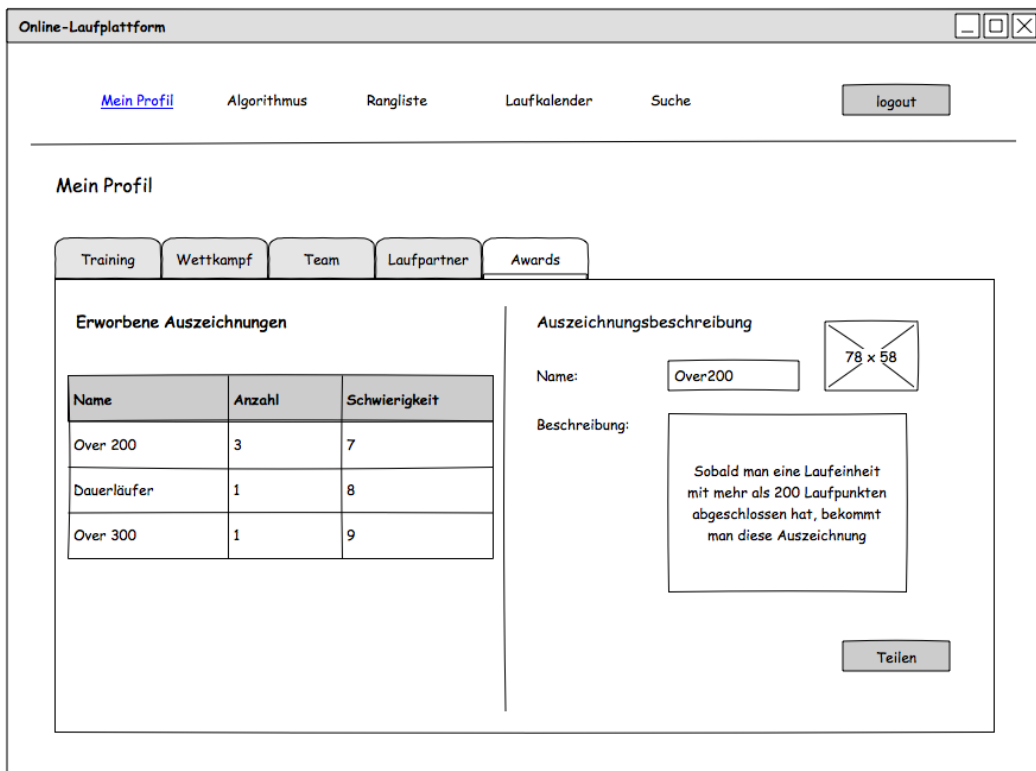 Online-Laufplattform
Mein Profil Algorithmus Rangliste Laufkalender Suche logout
Mein Profil
Training Wettkampf Team Laufpartner Awards
Erworbene Auszeichnungen
Name Anzahl Schwierigkeit
Over 200 3 7
Dauerläufer 1 8
Over 300 1 9
Auszeichnungsbeschreibung
78 x 58
Name: Over200
Beschreibung:
Sobald man eine Laufeinheit
mit mehr als 200 Laufpunkten
abgeschlossen hat, bekommt
man diese Auszeichnung
Teilen